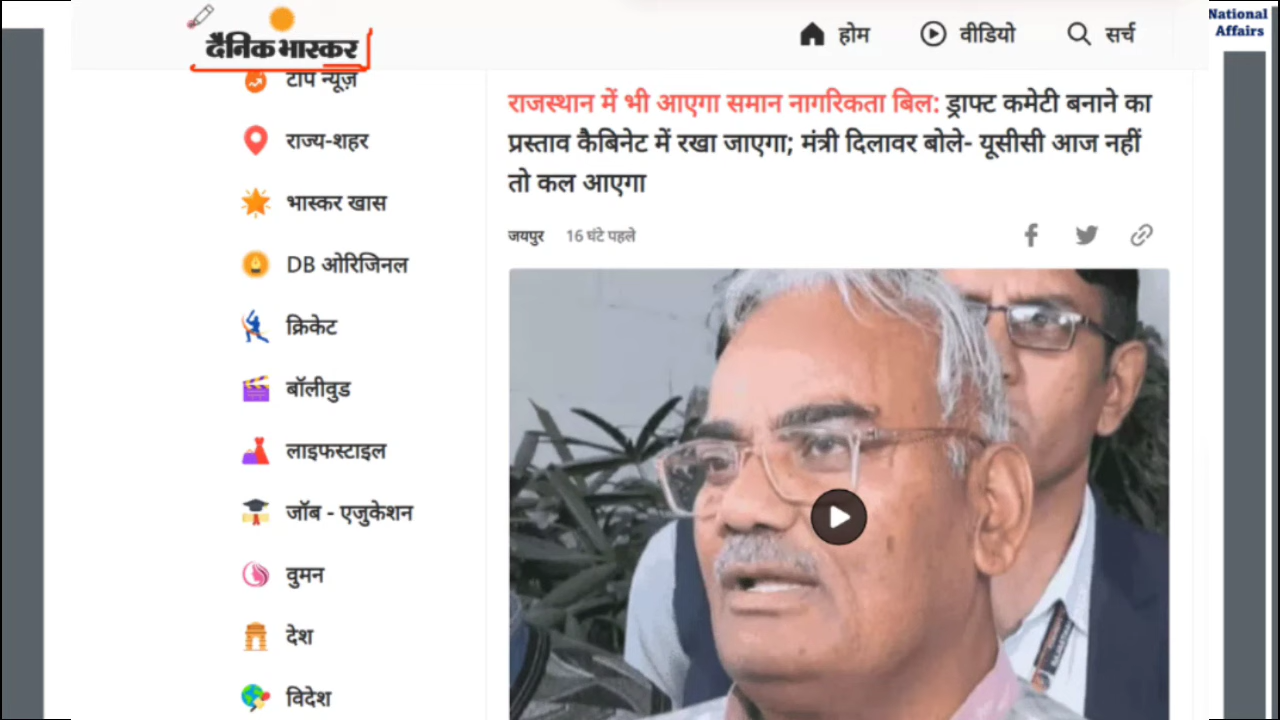 National
Affairs
दैनिक भास्कर
होम
वीडियो
सर्च
टॉप न्यूज़
राज्य-शहर
भास्कर खास
DB ओरिजिनल
क्रिकेट
बॉलीवुड
लाइफस्टाइल
जॉब - एजुकेशन
वुमन
देश
विदेश
राजस्थान में भी आएगा समान नागरिकता बिल: ड्राफ्ट कमेटी बनाने का
प्रस्ताव कैबिनेट में रखा जाएगा; मंत्री दिलावर बोले- यूसीसी आज नहीं
तो कल आएगा
जयपुर 16 घंटे पहले